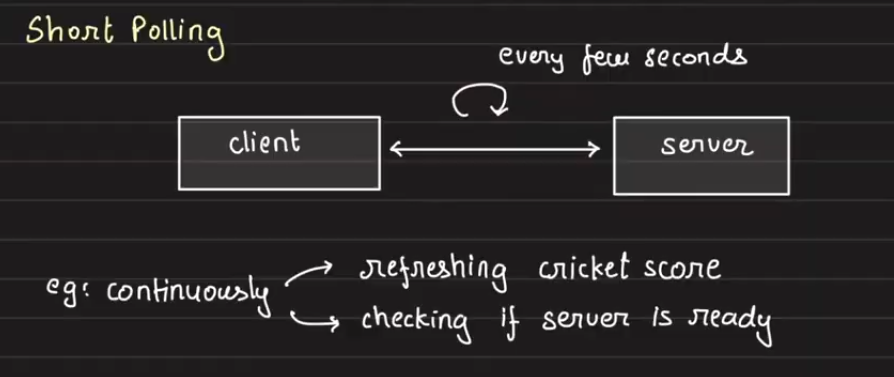 Short Polling
every few seconds
client
server
eg: continuously
refreshing cricket score
checking if server is ready